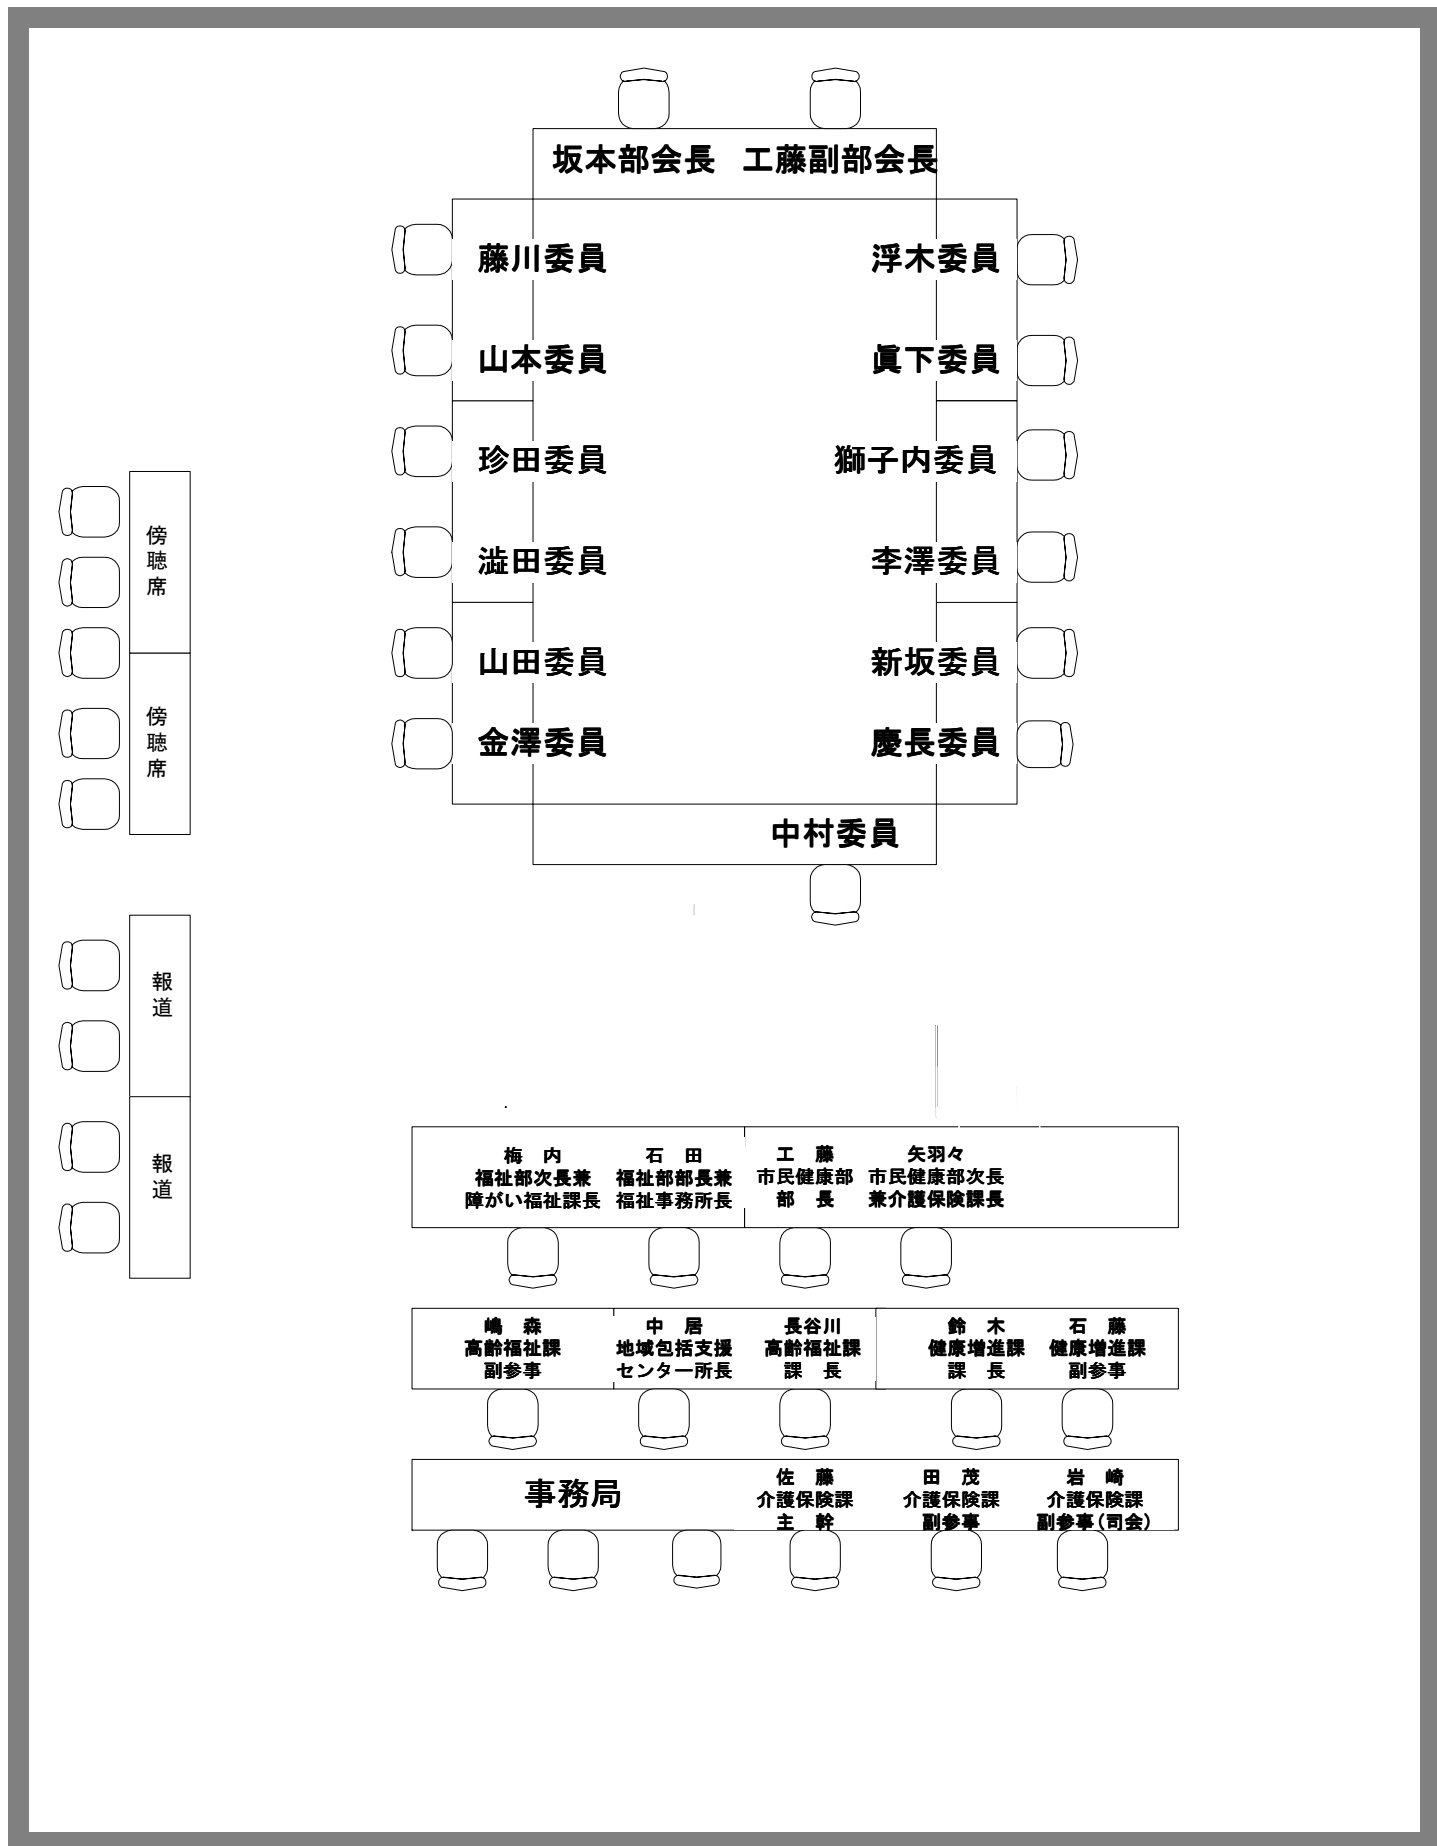 坂本部会長　工藤副部会長
藤川委員　浮木委員
山本委員　眞下委員
珍田委員　獅子内委員
澁田委員　李澤委員
山田委員　新坂委員
金澤委員　慶長委員
中村委員
傍聴席
傍聴席
報道
報道
梅　内
福祉部次長兼
障がい福祉課長
石　田
福祉部部長兼
福祉事務所長
工　藤
市民健康部
部　長
矢羽々
市民健康部次長
兼介護保険課長
嶋　森
高齢福祉課
副参事
中　居
地域包括支援
センター所長
長谷川
高齢福祉課
課　長
鈴　木
健康増進課
課　長
石　藤
健康増進課
副参事
事務局
佐　藤
介護保険課
主　幹
田　茂
介護保険課
副参事
岩　崎
介護保険課
副参事（司会）